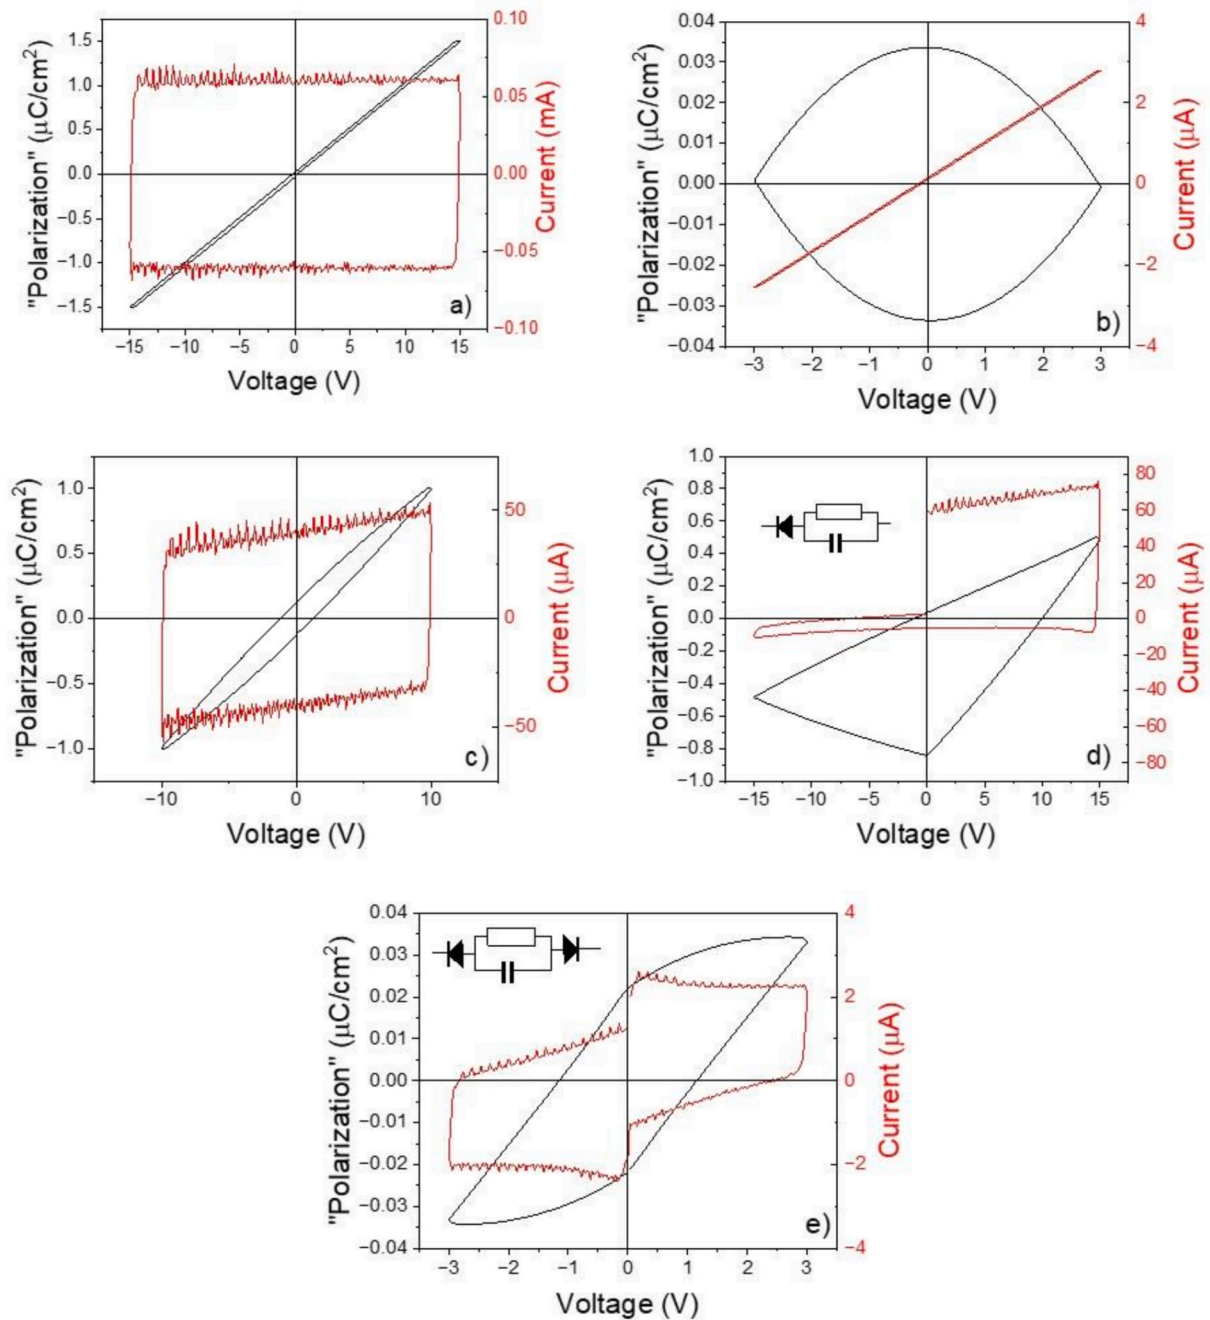 "Polarization" (μC/cm²)
1.5
1.0
0.5
0.0
−0.5
−1.0
−1.5
0.10
0.05
0.00
−0.05
−0.10
Current (mA)
a)
−15 −10 −5 0 5 10 15
Voltage (V)
"Polarization" (μC/cm²)
0.04
0.03
0.02
0.01
0.00
−0.01
−0.02
−0.03
−0.04
4
2
0
−2
−4
Current (μA)
b)
−3 −2 −1 0 1 2 3
Voltage (V)
"Polarization" (μC/cm²)
1.0
0.5
0.0
−0.5
−1.0
50
0
−50
Current (μA)
c)
−10 0 10
Voltage (V)
"Polarization" (μC/cm²)
1.0
0.8
0.6
0.4
0.2
0.0
−0.2
−0.4
−0.6
−0.8
−1.0
80
60
40
20
0
−20
−40
−60
−80
Current (μA)
d)
−15 −10 −5 0 5 10 15
Voltage (V)
"Polarization" (μC/cm²)
0.04
0.03
0.02
0.01
0.00
−0.01
−0.02
−0.03
−0.04
4
2
0
−2
−4
Current (μA)
e)
−3 −2 −1 0 1 2 3
Voltage (V)